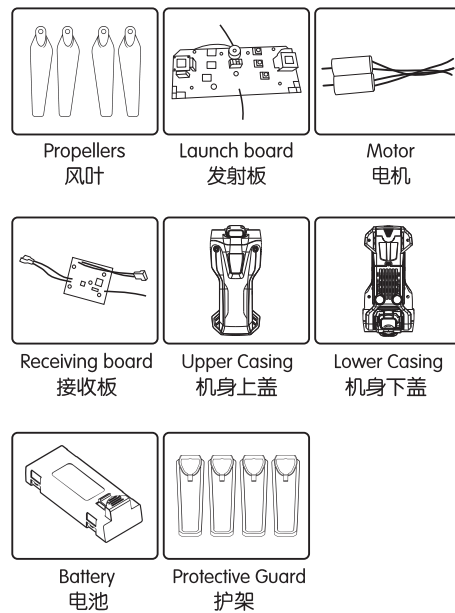 Propellers
风叶
Launch board
发射板
Motor
电机
Receiving board
接收板
Upper Casing
机身上盖
Lower Casing
机身下盖
Battery
电池
Protective Guard
护架